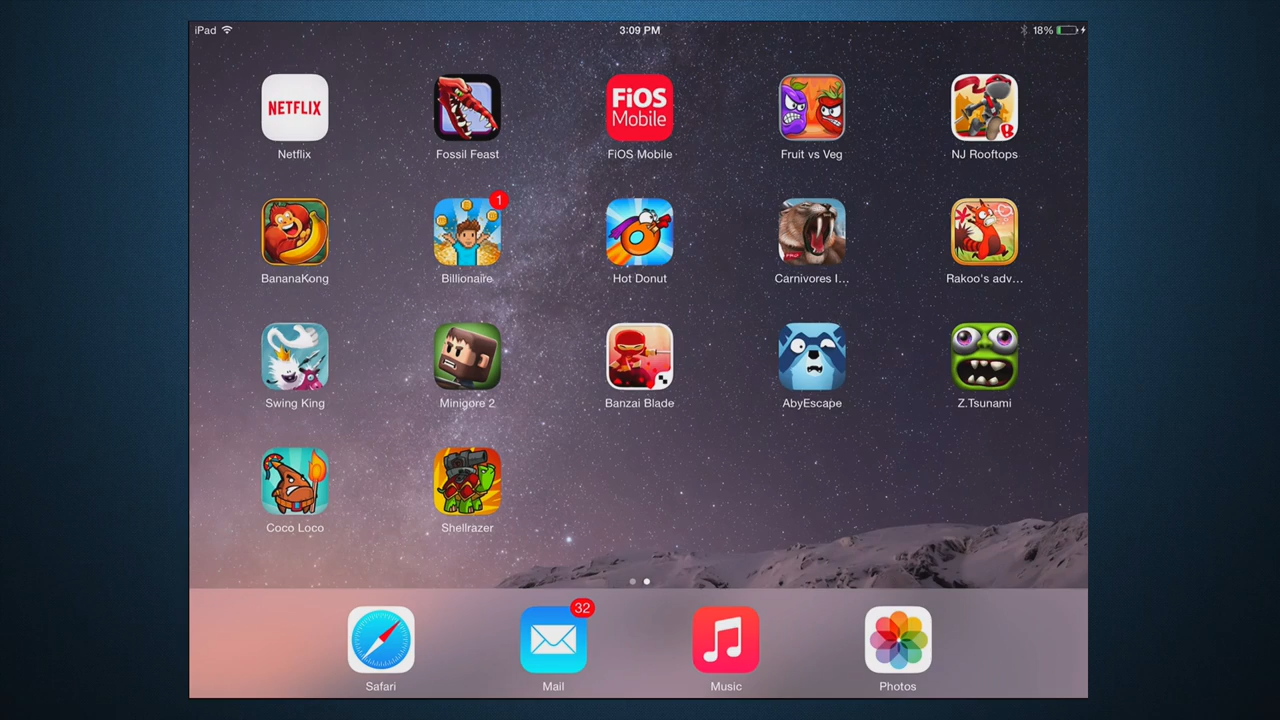 iPad 3:09 PM 18%
NETFLIX FiOS Mobile
Netflix Fossil Feast FiOS Mobile Fruit vs Veg NJ Rooftops
1
BananaKong Billionaire Hot Donut Carnivores I... Rakoo's adv...
Swing King Minigore 2 Banzai Blade AbyEscape Z.Tsunami
Coco Loco Shellrazer
32
Safari Mail Music Photos